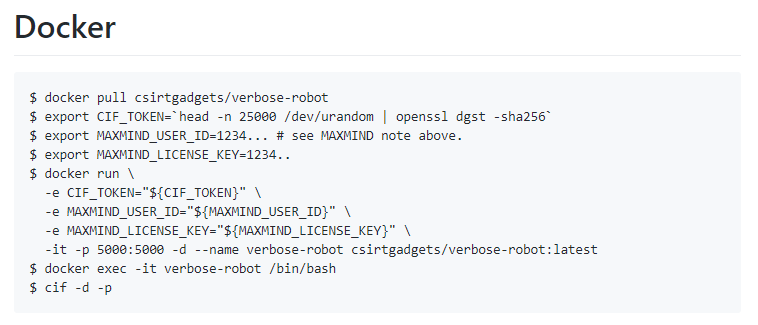 Docker
$ docker pull csirtgadgets/verbose-robot
$ export CIF_TOKEN=`head -n 25000 /dev/urandom | openssl dgst -sha256`
$ export MAXMIND_USER_ID=1234... # see MAXMIND note above.
$ export MAXMIND_LICENSE_KEY=1234..
$ docker run \
-e CIF_TOKEN="${CIF_TOKEN}" \
-e MAXMIND_USER_ID="${MAXMIND_USER_ID}" \
-e MAXMIND_LICENSE_KEY="${MAXMIND_LICENSE_KEY}" \
-it -p 5000:5000 -d --name verbose-robot csirtgadgets/verbose-robot:latest
$ docker exec -it verbose-robot /bin/bash
$ cif -d -p